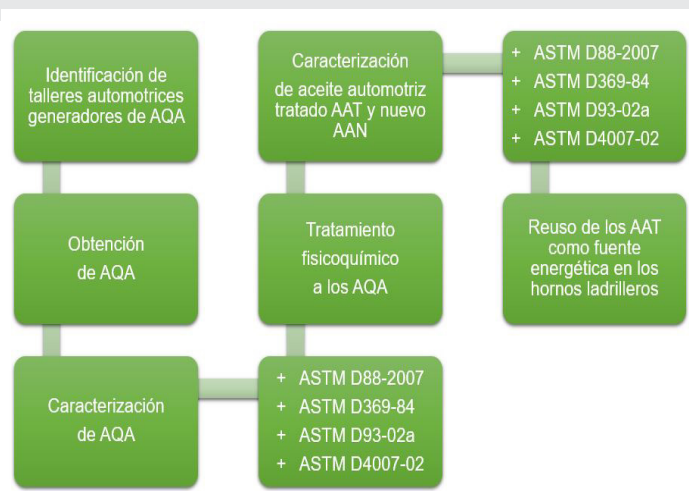 Identificación de
talleres automotrices
generadores de AQA
Obtención
de AQA
Caracterización
de AQA
+ ASTM D88-2007
+ ASTM D369-84
+ ASTM D93-02a
+ ASTM D4007-02
Tratamiento
fisicoquímico
a los AQA
Caracterización
de aceite automotriz
tratado AAT y nuevo
AAN
+ ASTM D88-2007
+ ASTM D369-84
+ ASTM D93-02a
+ ASTM D4007-02
Reuso de los AAT
como fuente
energética en los
hornos ladrilleros